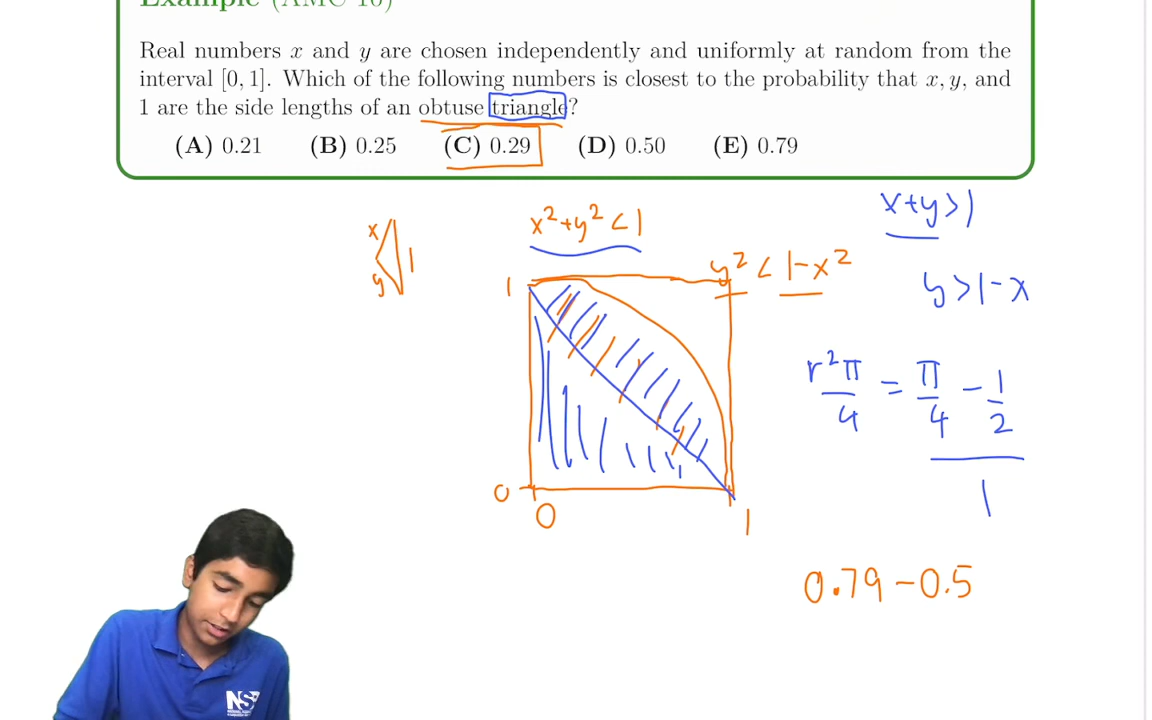 Example (AMC 10)
Real numbers x and y are chosen independently and uniformly at random from the
interval [0, 1]. Which of the following numbers is closest to the probability that x, y, and
1 are the side lengths of an obtuse triangle?
(A) 0.21 (B) 0.25 (C) 0.29 (D) 0.50 (E) 0.79
x+y>1
x²+y²<1
x
1
y
y²<1-x²
y>1-x
1
r²π/4 = π/4 - 1/2
1
0
0
1
0.79-0.5
NSF